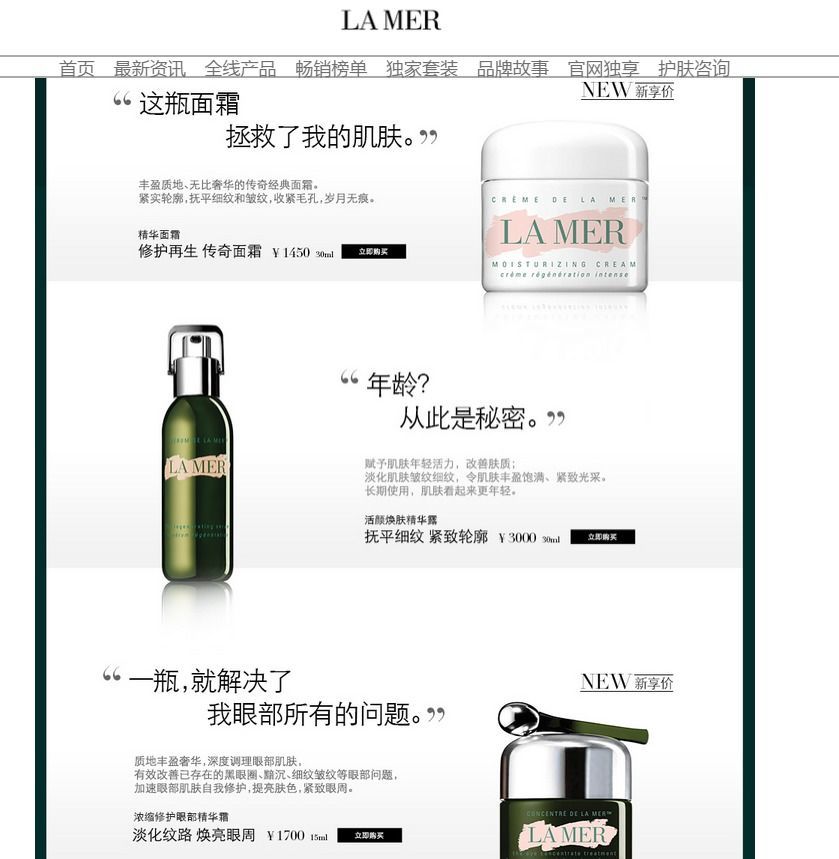 LA MER
首页 最新资讯 全线产品 畅销榜单 独家套装 品牌故事 官网独享 护肤咨询
“ 这瓶面霜
拯救了我的肌肤。”
NEW 新享价
丰盈质地、无比奢华的传奇经典面霜。
紧实轮廓,抚平细纹和皱纹,收紧毛孔,岁月无痕。
精华面霜
修护再生 传奇面霜 ¥1450 30ml 立即购买
CRÈME DE LA MER™
LA MER
MOISTURIZING CREAM
crème régénération intense
“ 年龄?
从此是秘密。”
赋予肌肤年轻活力，改善肤质；
淡化肌肤皱纹细纹，令肌肤丰盈饱满、紧致光采。
长期使用，肌肤看起来更年轻。
活颜焕肤精华露
抚平细纹 紧致轮廓 ¥3000 30ml 立即购买
LA MER
“ 一瓶,就解决了
我眼部所有的问题。”
NEW 新享价
质地丰盈奢华,深度调理眼部肌肤,
有效改善已存在的黑眼圈、黯沉、细纹皱纹等眼部问题,
加速眼部肌肤自我修护,提亮肤色,紧致眼周。
浓缩修护眼部精华霜
淡化纹路 焕亮眼周 ¥1700 15ml 立即购买
CONCENTRÉ DE LA MER™
LA MER
the eye concentrate treatment